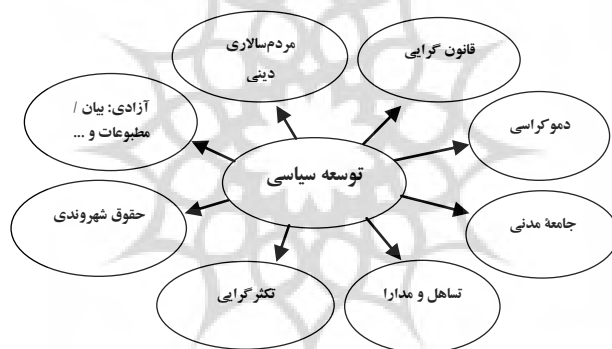 مردم‌سالاری
دینی
قانون گرایی
آزادی: بیان /
مطبوعات و ...
دموکراسی
توسعه سیاسی
حقوق شهروندی
جامعهٔ مدنی
تکثرگرایی
تساهل و مدارا